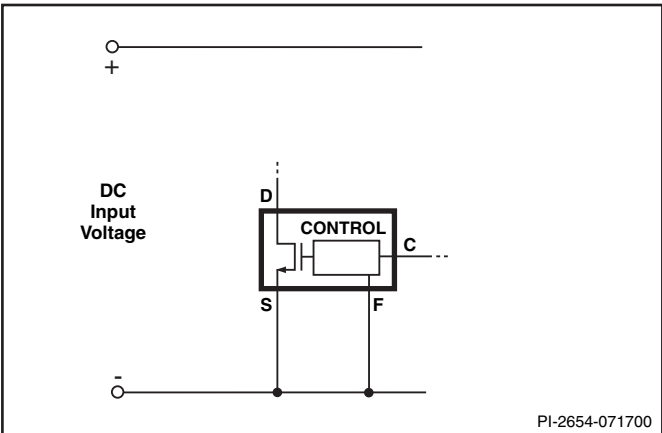 +
DC
Input
Voltage
D
CONTROL
C
S
F
-
PI-2654-071700